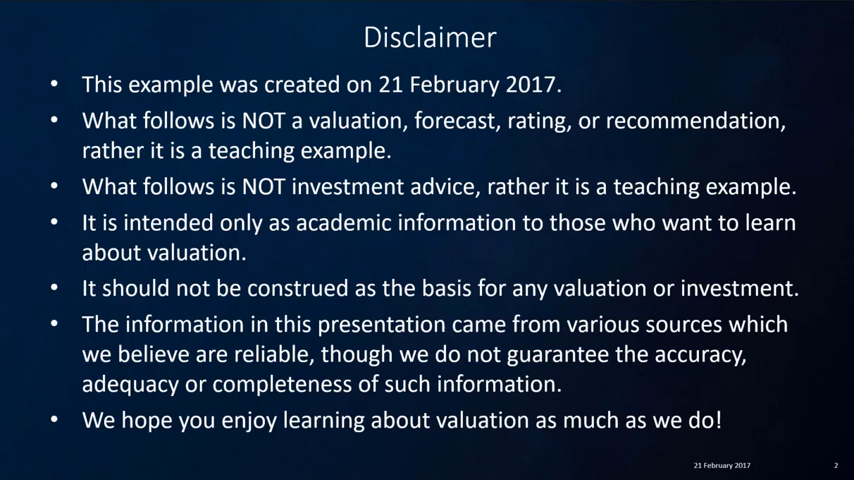 Disclaimer
• This example was created on 21 February 2017.
• What follows is NOT a valuation, forecast, rating, or recommendation,
rather it is a teaching example.
• What follows is NOT investment advice, rather it is a teaching example.
• It is intended only as academic information to those who want to learn
about valuation.
• It should not be construed as the basis for any valuation or investment.
• The information in this presentation came from various sources which
we believe are reliable, though we do not guarantee the accuracy,
adequacy or completeness of such information.
• We hope you enjoy learning about valuation as much as we do!
21 February 2017
2